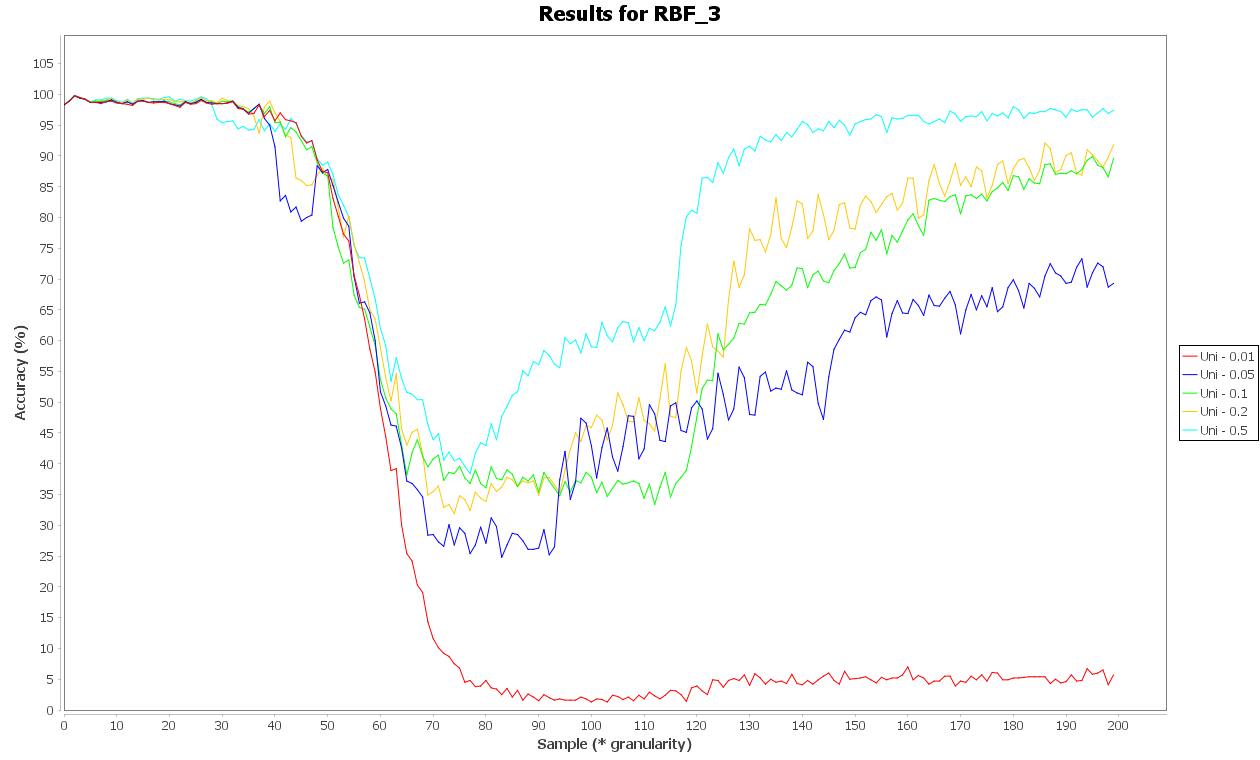 Results for RBF_3
Accuracy (%)
105
100
95
90
85
80
75
70
65
60
55
50
45
40
35
30
25
20
15
10
5
0
0 10 20 30 40 50 60 70 80 90 100 110 120 130 140 150 160 170 180 190 200
Sample (* granularity)
Uni - 0.01
Uni - 0.05
Uni - 0.1
Uni - 0.2
Uni - 0.5